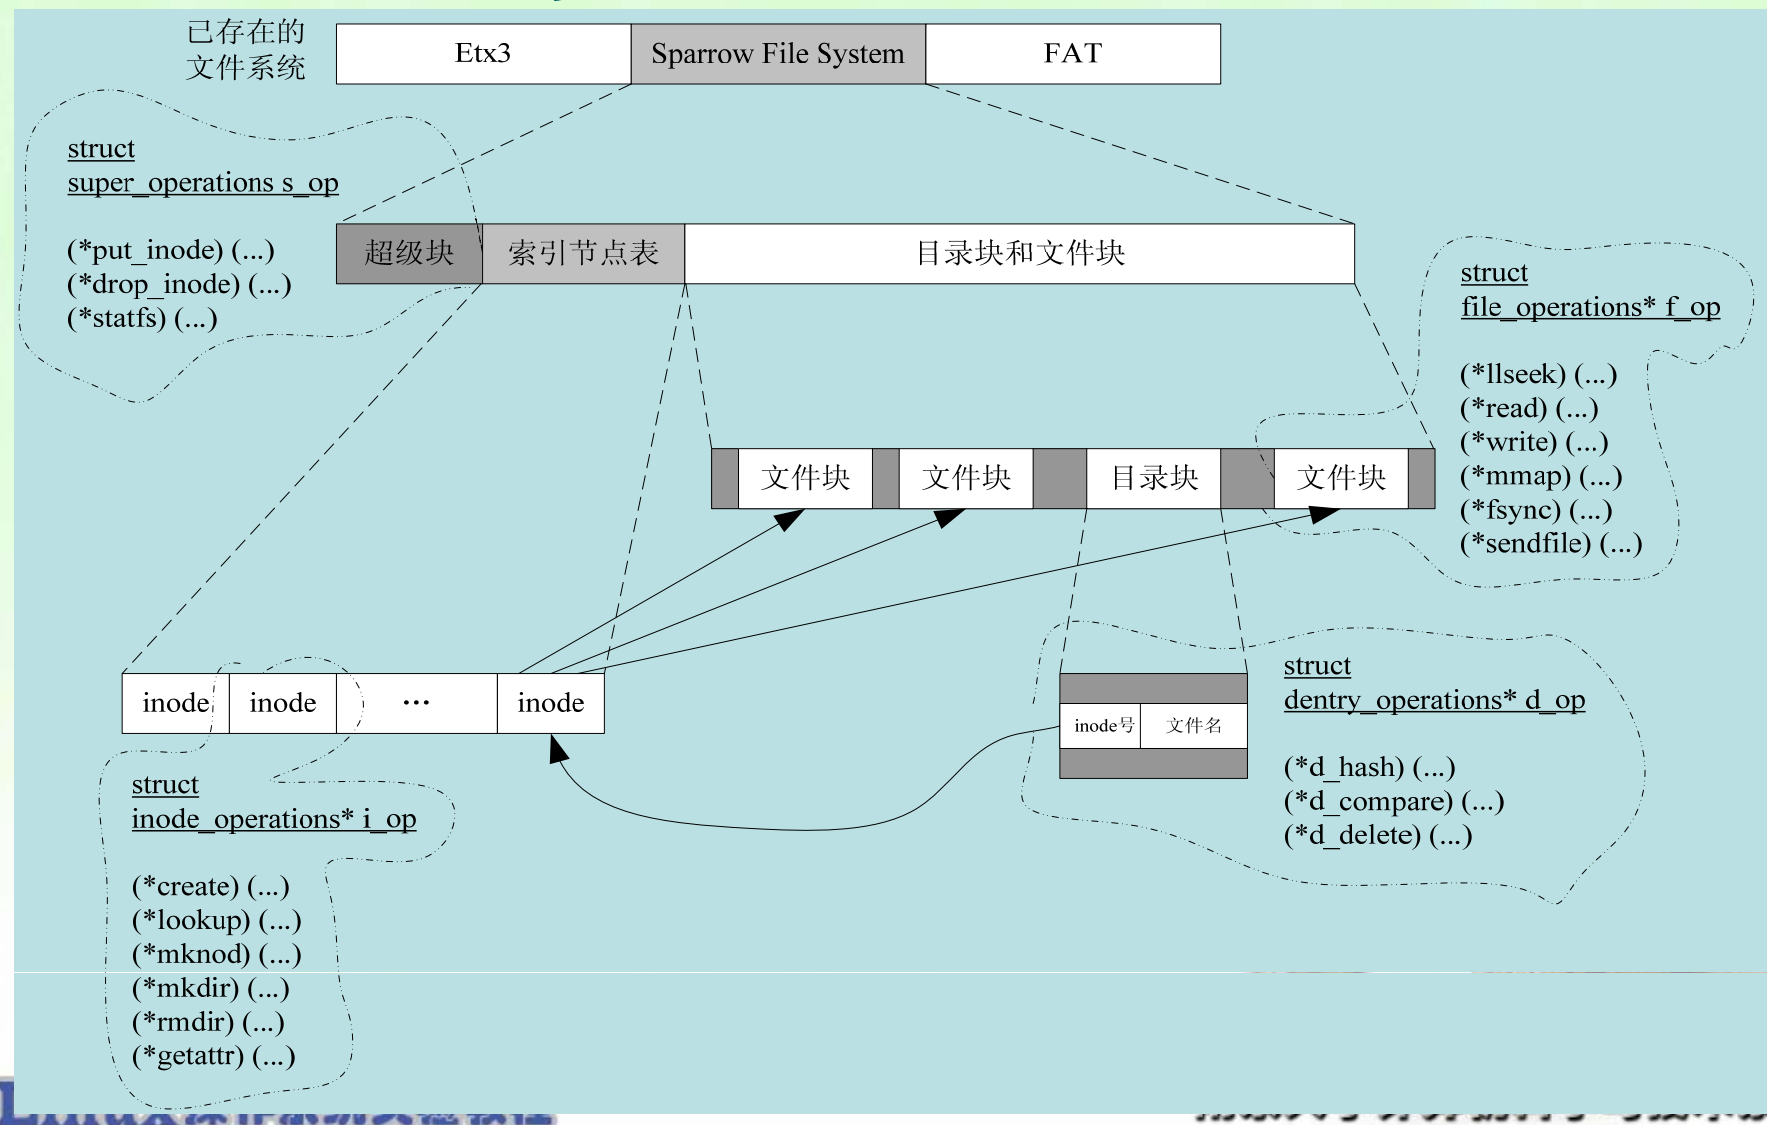 已存在的
文件系统
Etx3
Sparrow File System
FAT
struct
super_operations s_op
(*put_inode) (...)
(*drop_inode) (...)
(*statfs) (...)
超级块
索引节点表
目录块和文件块
struct
file_operations* f_op
(*llseek) (...)
(*read) (...)
(*write) (...)
(*mmap) (...)
(*fsync) (...)
(*sendfile) (...)
文件块
文件块
目录块
文件块
inode
inode
...
inode
inode号
文件名
struct
dentry_operations* d_op
(*d_hash) (...)
(*d_compare) (...)
(*d_delete) (...)
struct
inode_operations* i_op
(*create) (...)
(*lookup) (...)
(*mknod) (...)
(*mkdir) (...)
(*rmdir) (...)
(*getattr) (...)